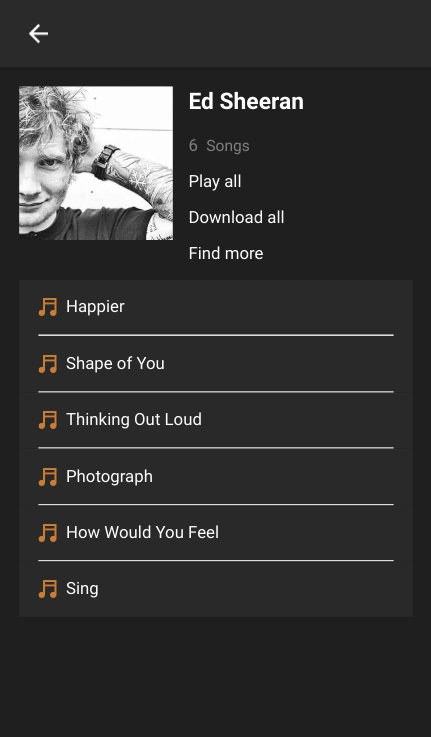 Ed Sheeran
6 Songs
Play all
Download all
Find more
Happier
Shape of You
Thinking Out Loud
Photograph
How Would You Feel
Sing